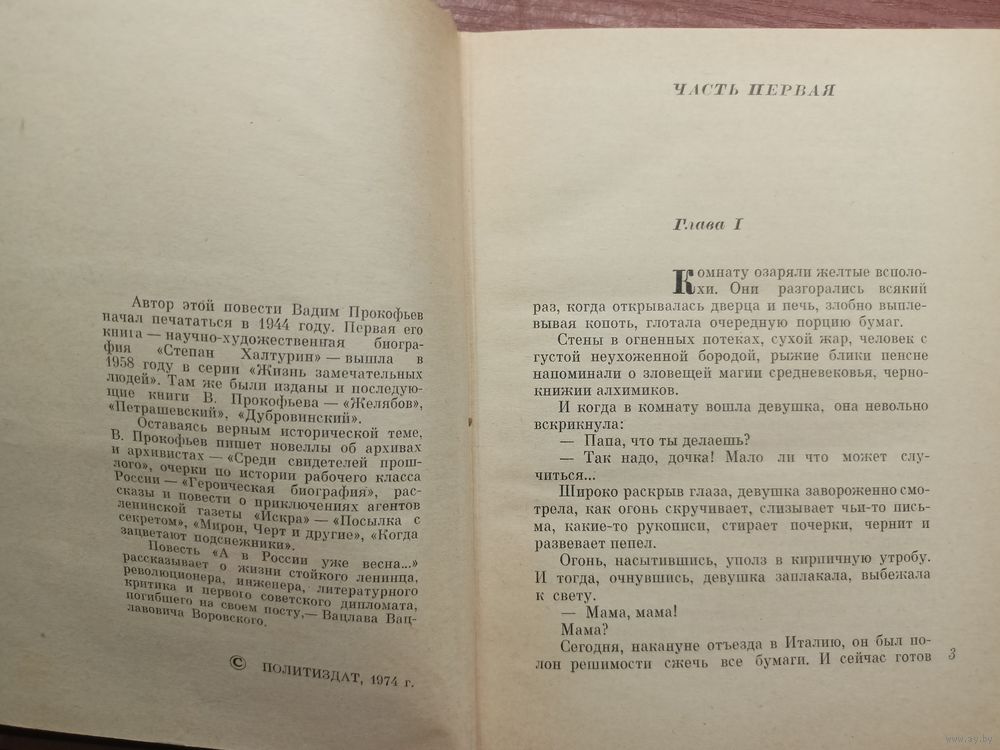 Автор этой повести Вадим Прокофьев
начал печататься в 1944 году. Первая его
книга — научно-художественная биогра-
фия «Степан Халтурин» — вышла в
1958 году в серии «Жизнь замечательных
людей». Там же были изданы и последую-
щие книги В. Прокофьева — «Желябов»,
«Петрашевский», «Дубровинский».
Оставаясь верным исторической теме,
В. Прокофьев пишет новеллы об архивах
и архивистах — «Среди свидетелей прош-
лого», очерки по истории рабочего класса
России — «Героическая биография», рас-
сказы и повести о приключениях агентов
ленинской газеты «Искра» — «Посылка с
секретом», «Мирон, Черт и другие», «Когда
зацветают подснежники».
Повесть «А в России уже весна...»
рассказывает о жизни стойкого ленинца,
революционера, инженера, литературного
критика и первого советского дипломата,
погибшего на своем посту,— Вацлава Вац-
лавовича Воровского.
© ПОЛИТИЗДАТ, 1974 г.
ЧАСТЬ ПЕРВАЯ
Глава I
Комнату озаряли желтые всполо-
хи. Они разгорались всякий
раз, когда открывалась дверца и печь, злобно выпле-
вывая копоть, глотала очередную порцию бумаг.
Стены в огненных потеках, сухой жар, человек с
густой неухоженной бородой, рыжие блики пенсне
напоминали о зловещей магии средневековья, черно-
книжии алхимиков.
И когда в комнату вошла девушка, она невольно
вскрикнула:
— Папа, что ты делаешь?
— Так надо, дочка! Мало ли что может слу-
читься...
Широко раскрыв глаза, девушка завороженно смо-
трела, как огонь скручивает, слизывает чьи-то пись-
ма, какие-то рукописи, стирает почерки, чернит и
развевает пепел.
Огонь, насытившись, уполз в кирпичную утробу.
И тогда, очнувшись, девушка заплакала, выбежала
к свету.
— Мама, мама!
Мама?
Сегодня, накануне отъезда в Италию, он был по-
лон решимости сжечь все бумаги. И сейчас готов
3
www.ay.by